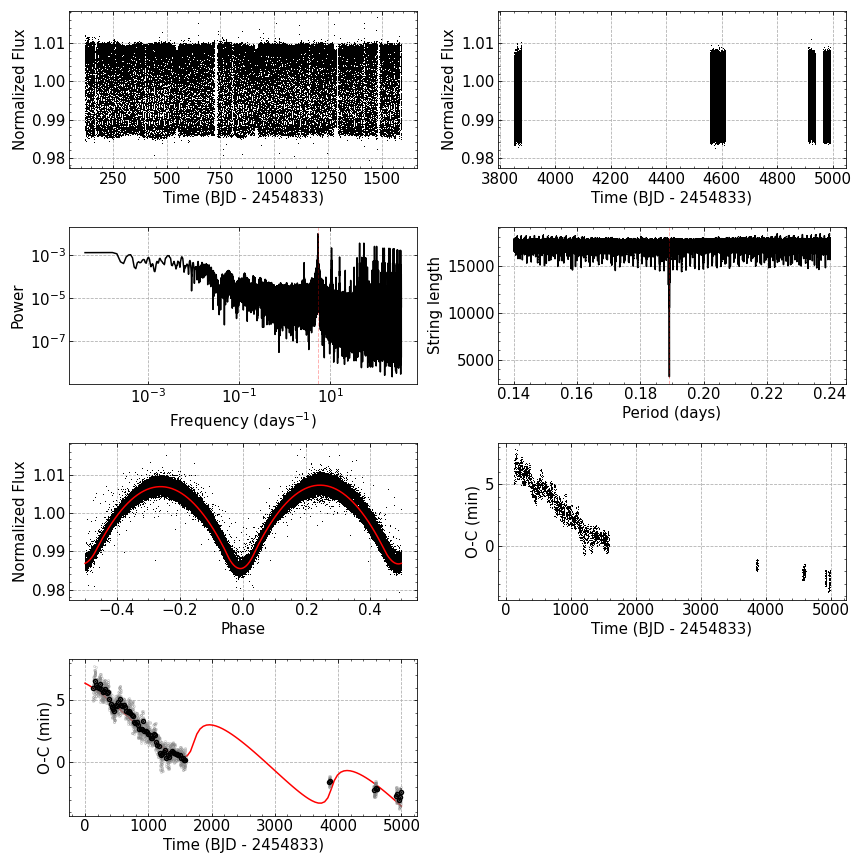 Normalized Flux
1.01
1.00
0.99
0.98
250 500 750 1000 1250 1500
Time (BJD - 2454833)
Normalized Flux
1.01
1.00
0.99
0.98
3800 4000 4200 4400 4600 4800 5000
Time (BJD - 2454833)
Power
10⁻³
10⁻⁵
10⁻⁷
10⁻³ 10⁻¹ 10¹
Frequency (days⁻¹)
String length
15000
10000
5000
0.14 0.16 0.18 0.20 0.22 0.24
Period (days)
Normalized Flux
1.01
1.00
0.99
0.98
−0.4 −0.2 0.0 0.2 0.4
Phase
O-C (min)
5
0
0 1000 2000 3000 4000 5000
Time (BJD - 2454833)
O-C (min)
5
0
0 1000 2000 3000 4000 5000
Time (BJD - 2454833)